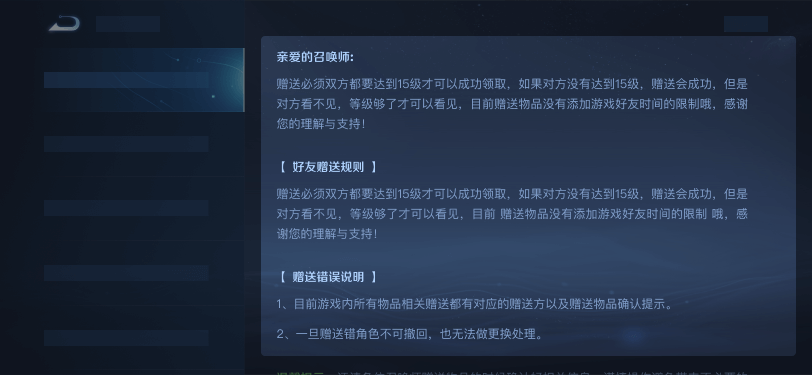 亲爱的召唤师:
赠送必须双方都要达到15级才可以成功领取，如果对方没有达到15级，赠送会成功，但是
对方看不见，等级够了才可以看见，目前赠送物品没有添加游戏好友时间的限制哦，感谢
您的理解与支持！
【 好友赠送规则 】
赠送必须双方都要达到15级才可以成功领取，如果对方没有达到15级，赠送会成功，但是
对方看不见，等级够了才可以看见，目前 赠送物品没有添加游戏好友时间的限制 哦，感
谢您的理解与支持！
【 赠送错误说明 】
1、目前游戏内所有物品相关赠送都有对应的赠送方以及赠送物品确认提示。
2、一旦赠送错角色不可撤回，也无法做更换处理。